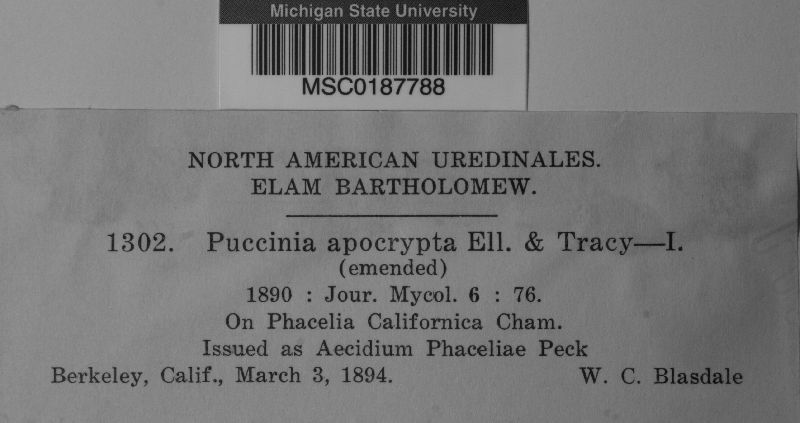 Michigan State University
MSC0187788
NORTH AMERICAN UREDINALES.
ELAM BARTHOLOMEW.
1302. Puccinia apocrypta Ell. & Tracy—I.
(emended)
1890 : Jour. Mycol. 6 : 76.
On Phacelia Californica Cham.
Issued as Aecidium Phaceliae Peck
Berkeley, Calif., March 3, 1894. W. C. Blasdale